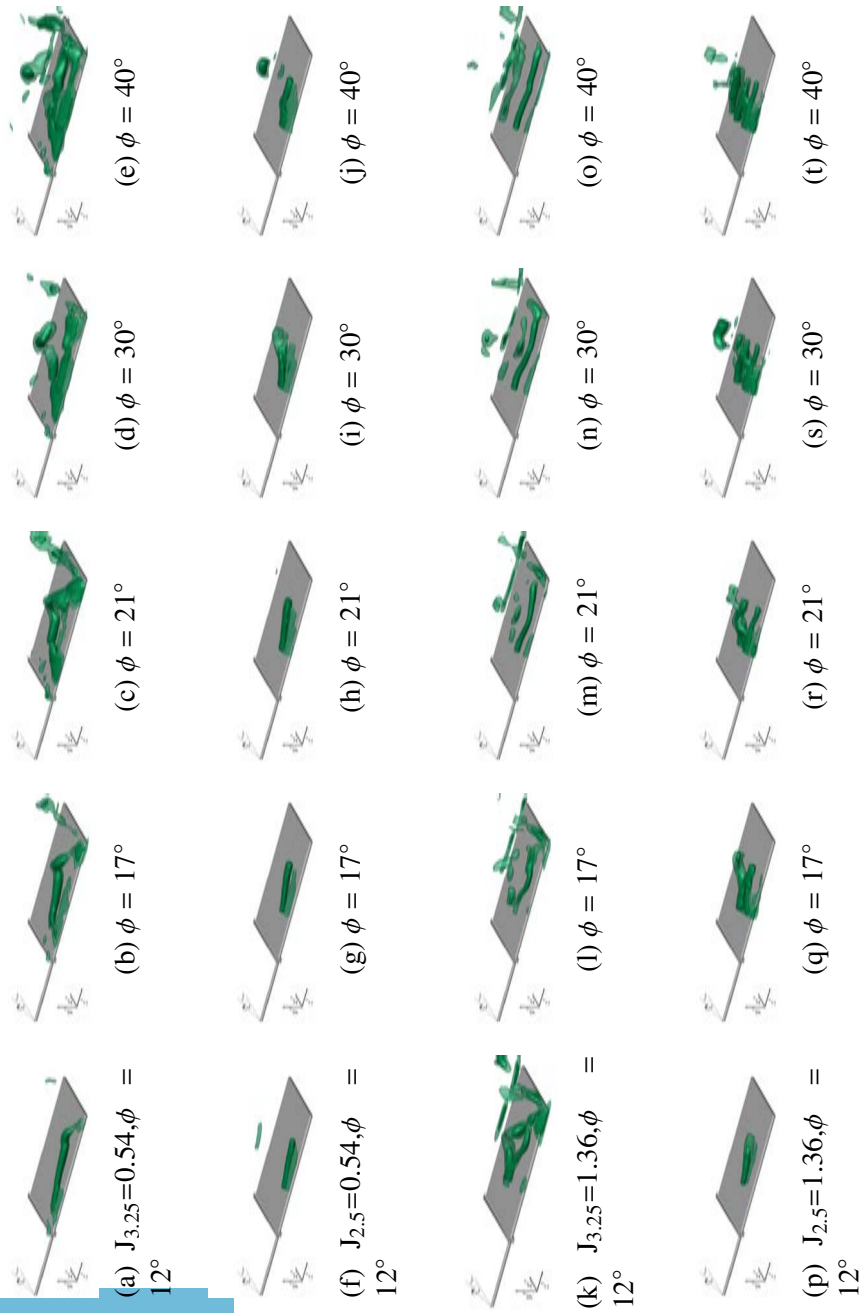 (a) J3.25=0.54,ϕ =
12°
(b) ϕ = 17°
(c) ϕ = 21°
(d) ϕ = 30°
(e) ϕ = 40°
(f) J2.5=0.54,ϕ =
12°
(g) ϕ = 17°
(h) ϕ = 21°
(i) ϕ = 30°
(j) ϕ = 40°
(k) J3.25=1.36,ϕ =
12°
(l) ϕ = 17°
(m) ϕ = 21°
(n) ϕ = 30°
(o) ϕ = 40°
(p) J2.5=1.36,ϕ =
12°
(q) ϕ = 17°
(r) ϕ = 21°
(s) ϕ = 30°
(t) ϕ = 40°